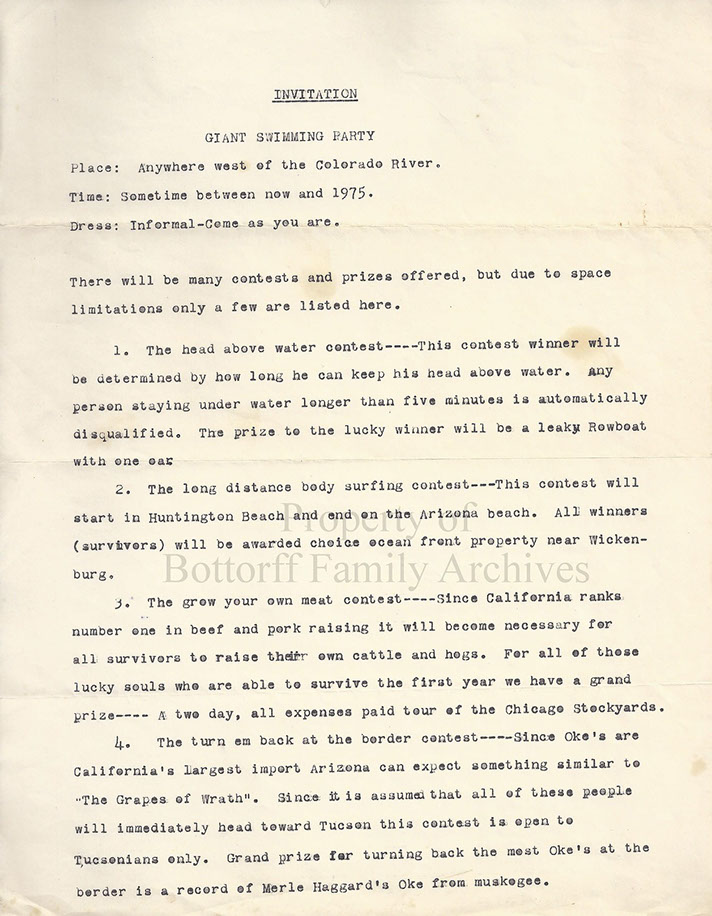 INVITATION
GIANT SWIMMING PARTY
Place: Anywhere west of the Colorado River.
Time: Sometime between now and 1975.
Dress: Informal-Come as you are.
There will be many contests and prizes offered, but due to space
limitations only a few are listed here.
1. The head above water contest----This contest winner will
be determined by how long he can keep his head above water. Any
person staying under water longer than five minutes is automatically
disqualified. The prize to the lucky winner will be a leaky Rowboat
with one oar
2. The long distance body surfing contest---This contest will
start in Huntington Beach and end on the Arizona beach. All winners
Property of
(survivors) will be awarded choice ocean front property near Wicken-
burg.
Bottorff Family Archives
3. The grow your own meat contest----Since California ranks
number one in beef and pork raising it will become necessary for
all survivors to raise their own cattle and hogs. For all of those
lucky souls who are able to survive the first year we have a grand
prize---- A two day, all expenses paid tour of the Chicago Stockyards.
4. The turn em back at the border contest----Since Oke's are
California's largest import Arizona can expect something similar to
"The Grapes of Wrath". Since it is assumed that all of these people
will immediately head toward Tucson this contest is open to
Tucsonians only. Grand prize for turning back the most Oke's at the
border is a record of Merle Haggard's Oke from muskogee.